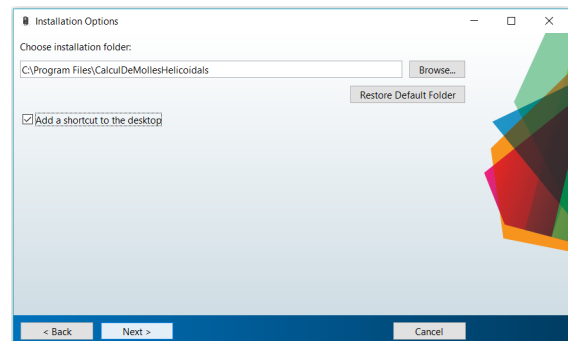 Installation Options
Choose installation folder:
C:\Program Files\CalculDeMollesHelicoidals
Browse...
Restore Default Folder
Add a shortcut to the desktop
< Back
Next >
Cancel